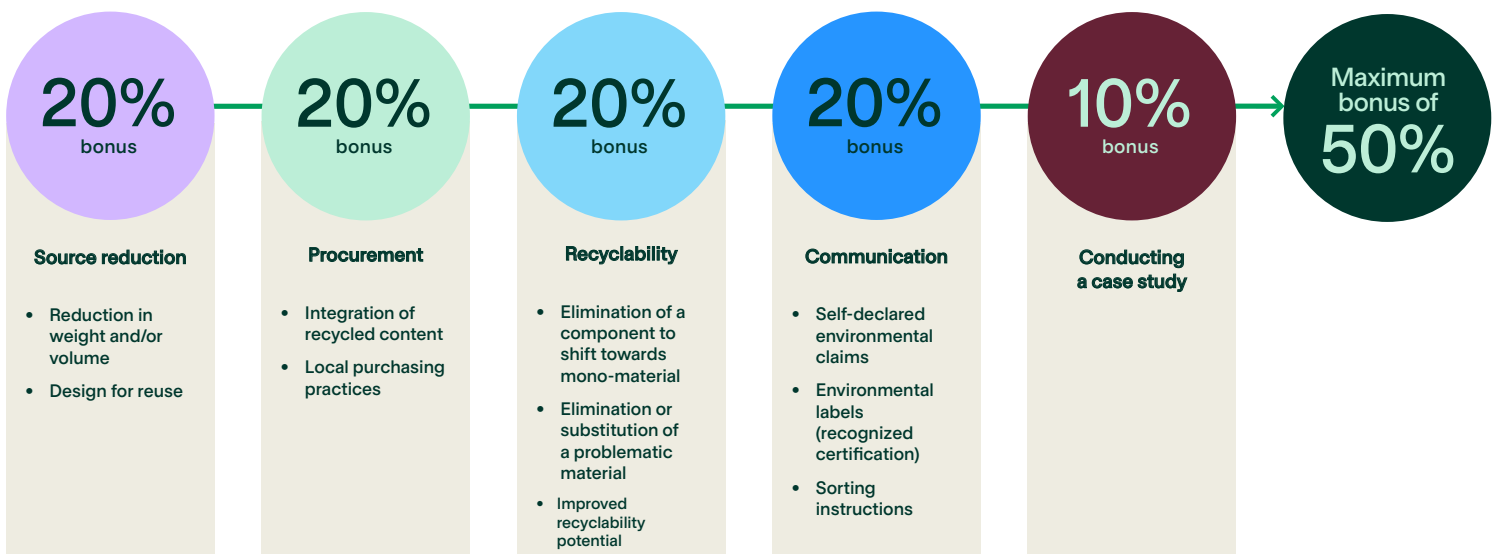 20%
bonus
20%
bonus
20%
bonus
20%
bonus
10%
bonus
Maximum
bonus of
50%
Source reduction
• Reduction in
weight and/or
volume
• Design for reuse
Procurement
• Integration of
recycled content
• Local purchasing
practices
Recyclability
• Elimination of a
component to
shift towards
mono-material
• Elimination or
substitution of
a problematic
material
• Improved
recyclability
potential
Communication
• Self-declared
environmental
claims
• Environmental
labels
(recognized
certification)
• Sorting
instructions
Conducting
a case study